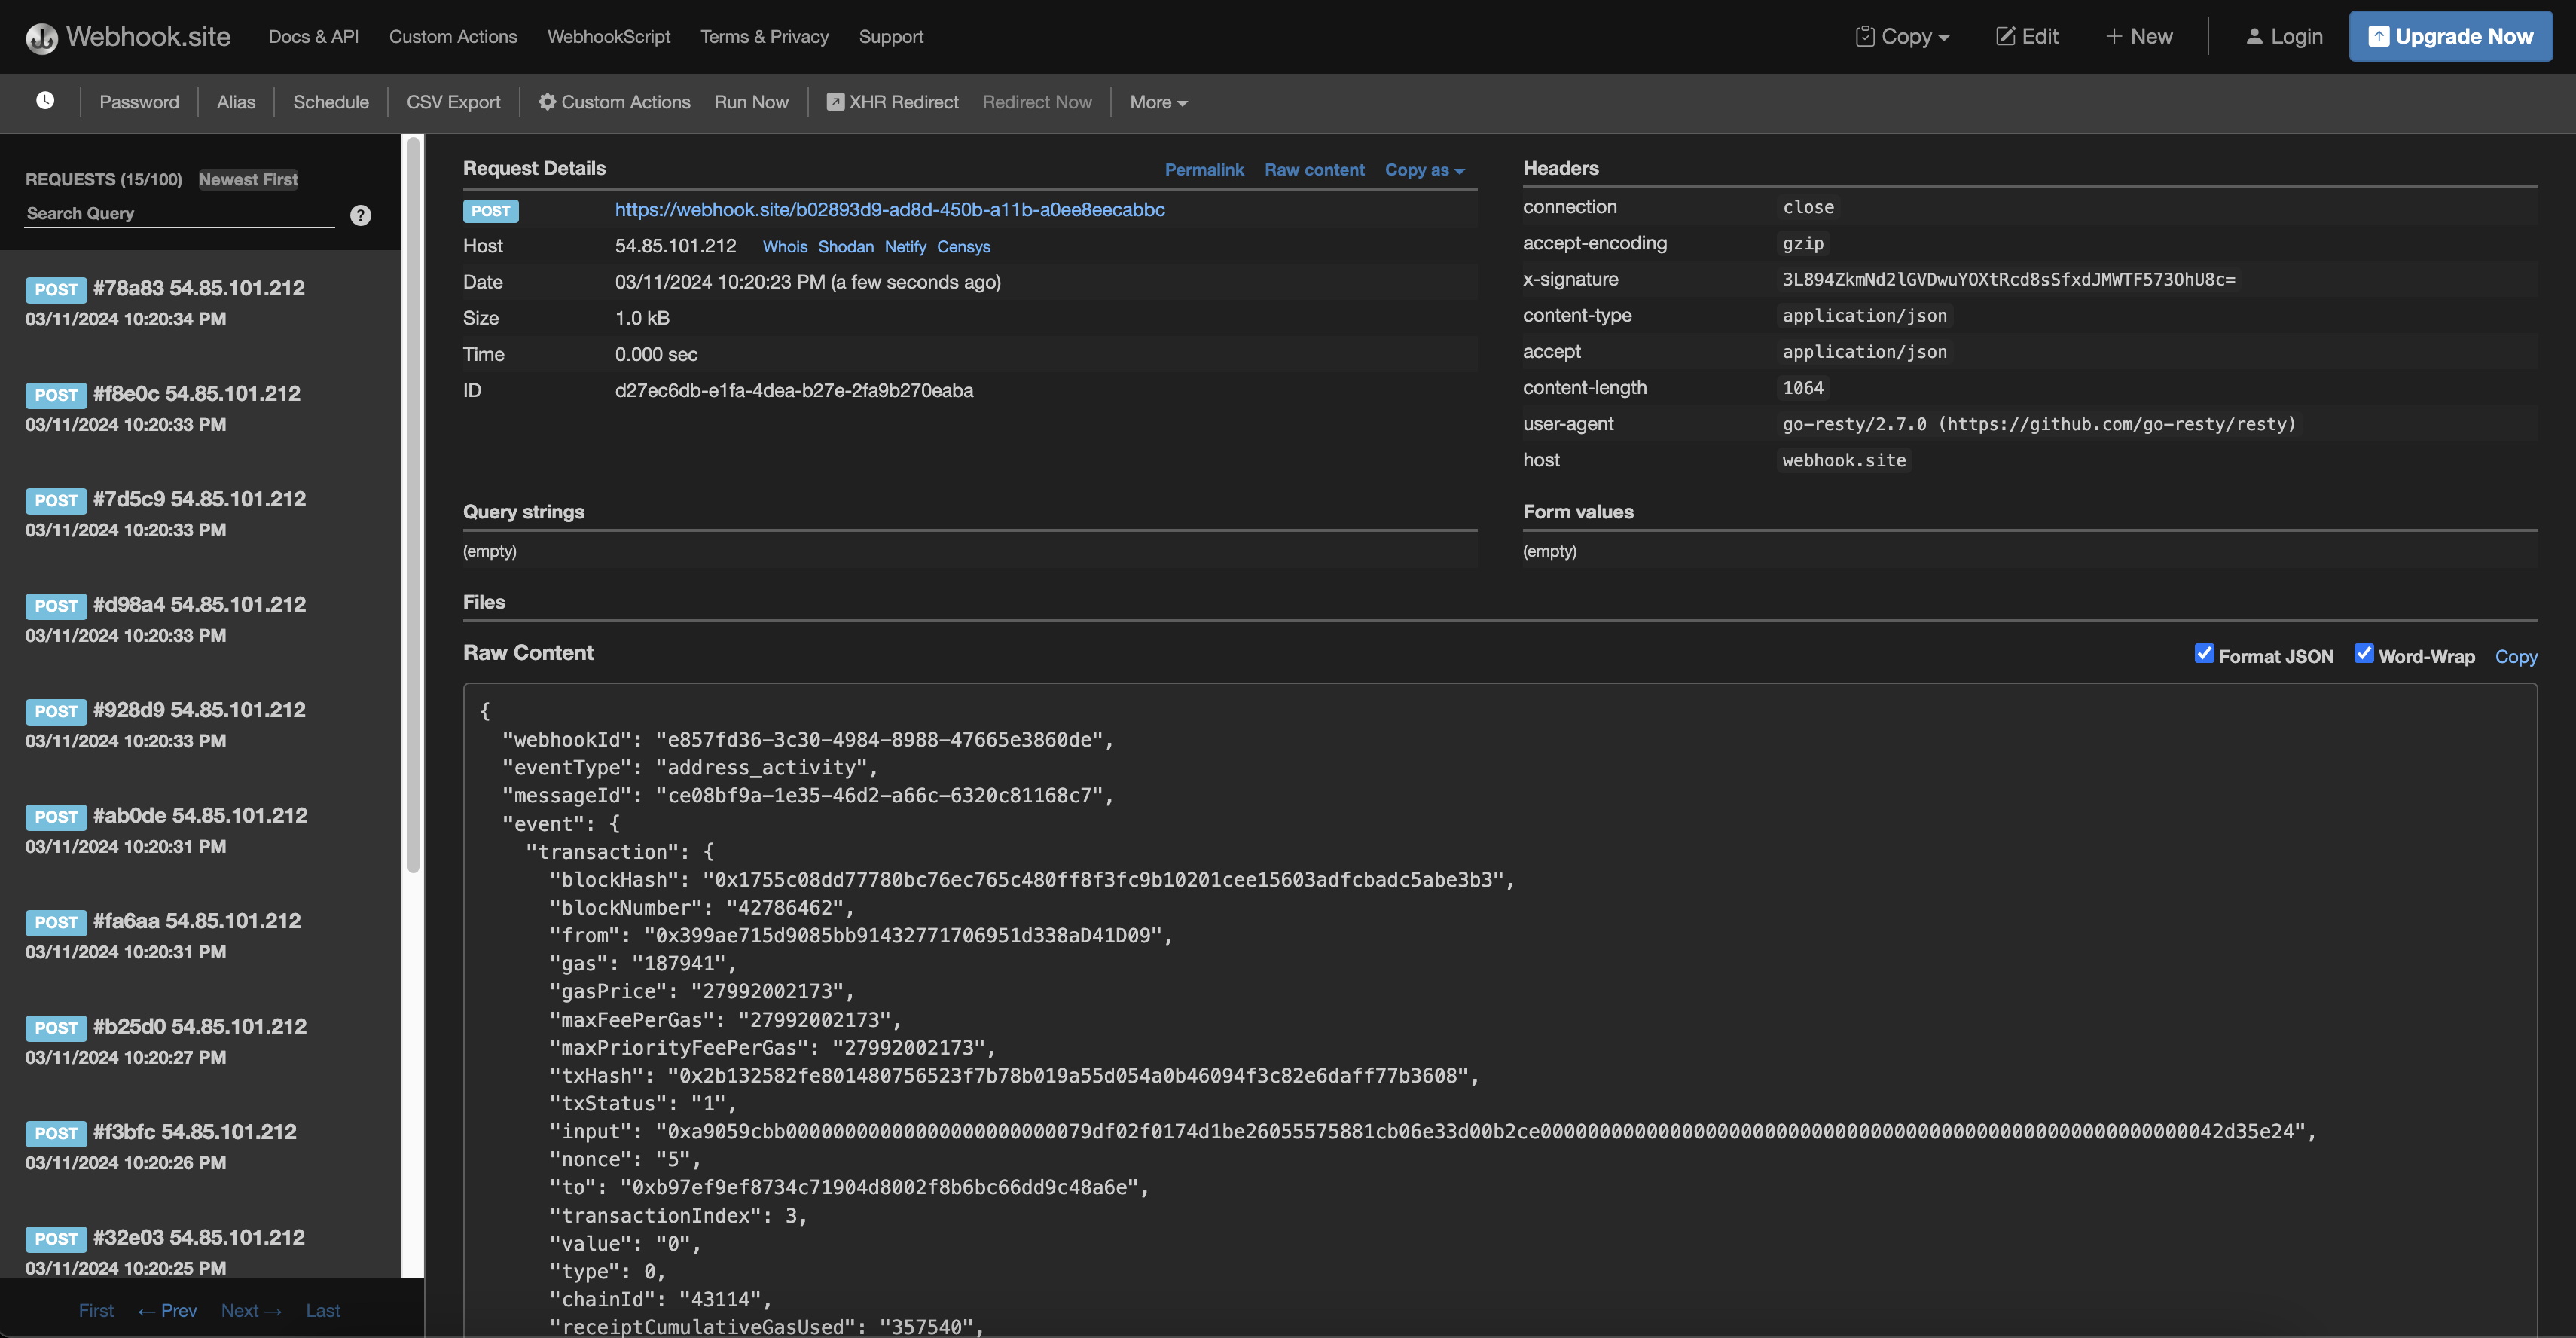 Webhook.site Docs & API Custom Actions WebhookScript Terms & Privacy Support Copy Edit + New Login Upgrade Now
Password Alias Schedule CSV Export Custom Actions Run Now XHR Redirect Redirect Now More
REQUESTS (15/100) Newest First
Search Query ?
POST #78a83 54.85.101.212
03/11/2024 10:20:34 PM
POST #f8e0c 54.85.101.212
03/11/2024 10:20:33 PM
POST #7d5c9 54.85.101.212
03/11/2024 10:20:33 PM
POST #d98a4 54.85.101.212
03/11/2024 10:20:33 PM
POST #928d9 54.85.101.212
03/11/2024 10:20:33 PM
POST #ab0de 54.85.101.212
03/11/2024 10:20:31 PM
POST #fa6aa 54.85.101.212
03/11/2024 10:20:31 PM
POST #b25d0 54.85.101.212
03/11/2024 10:20:27 PM
POST #f3bfc 54.85.101.212
03/11/2024 10:20:26 PM
POST #32e03 54.85.101.212
03/11/2024 10:20:25 PM
First ← Prev Next → Last
Request Details Permalink Raw content Copy as
POST https://webhook.site/b02893d9-ad8d-450b-a11b-a0ee8eecabbc
Host 54.85.101.212 Whois Shodan Netify Censys
Date 03/11/2024 10:20:23 PM (a few seconds ago)
Size 1.0 kB
Time 0.000 sec
ID d27ec6db-e1fa-4dea-b27e-2fa9b270eaba
Headers
connection close
accept-encoding gzip
x-signature 3L894ZkmNd2lGVDwuYOXtRcd8sSfxdJMWTF573OhU8c=
content-type application/json
accept application/json
content-length 1064
user-agent go-resty/2.7.0 (https://github.com/go-resty/resty)
host webhook.site
Query strings
(empty)
Form values
(empty)
Files
Raw Content Format JSON Word-Wrap Copy
{
"webhookId": "e857fd36-3c30-4984-8988-47665e3860de",
"eventType": "address_activity",
"messageId": "ce08bf9a-1e35-46d2-a66c-6320c81168c7",
"event": {
"transaction": {
"blockHash": "0x1755c08dd77780bc76ec765c480ff8f3fc9b10201cee15603adfcbadc5abe3b3",
"blockNumber": "42786462",
"from": "0x399ae715d9085bb91432771706951d338aD41D09",
"gas": "187941",
"gasPrice": "27992002173",
"maxFeePerGas": "27992002173",
"maxPriorityFeePerGas": "27992002173",
"txHash": "0x2b132582fe801480756523f7b78b019a55d054a0b46094f3c82e6daff77b3608",
"txStatus": "1",
"input": "0xa9059cbb00000000000000000000000079df02f0174d1be26055575881cb06e33d00b2ce0000000000000000000000000000000000000000000000000000000042d35e24",
"nonce": "5",
"to": "0xb97ef9ef8734c71904d8002f8b6bc66dd9c48a6e",
"transactionIndex": 3,
"value": "0",
"type": 0,
"chainId": "43114",
"receiptCumulativeGasUsed": "357540",